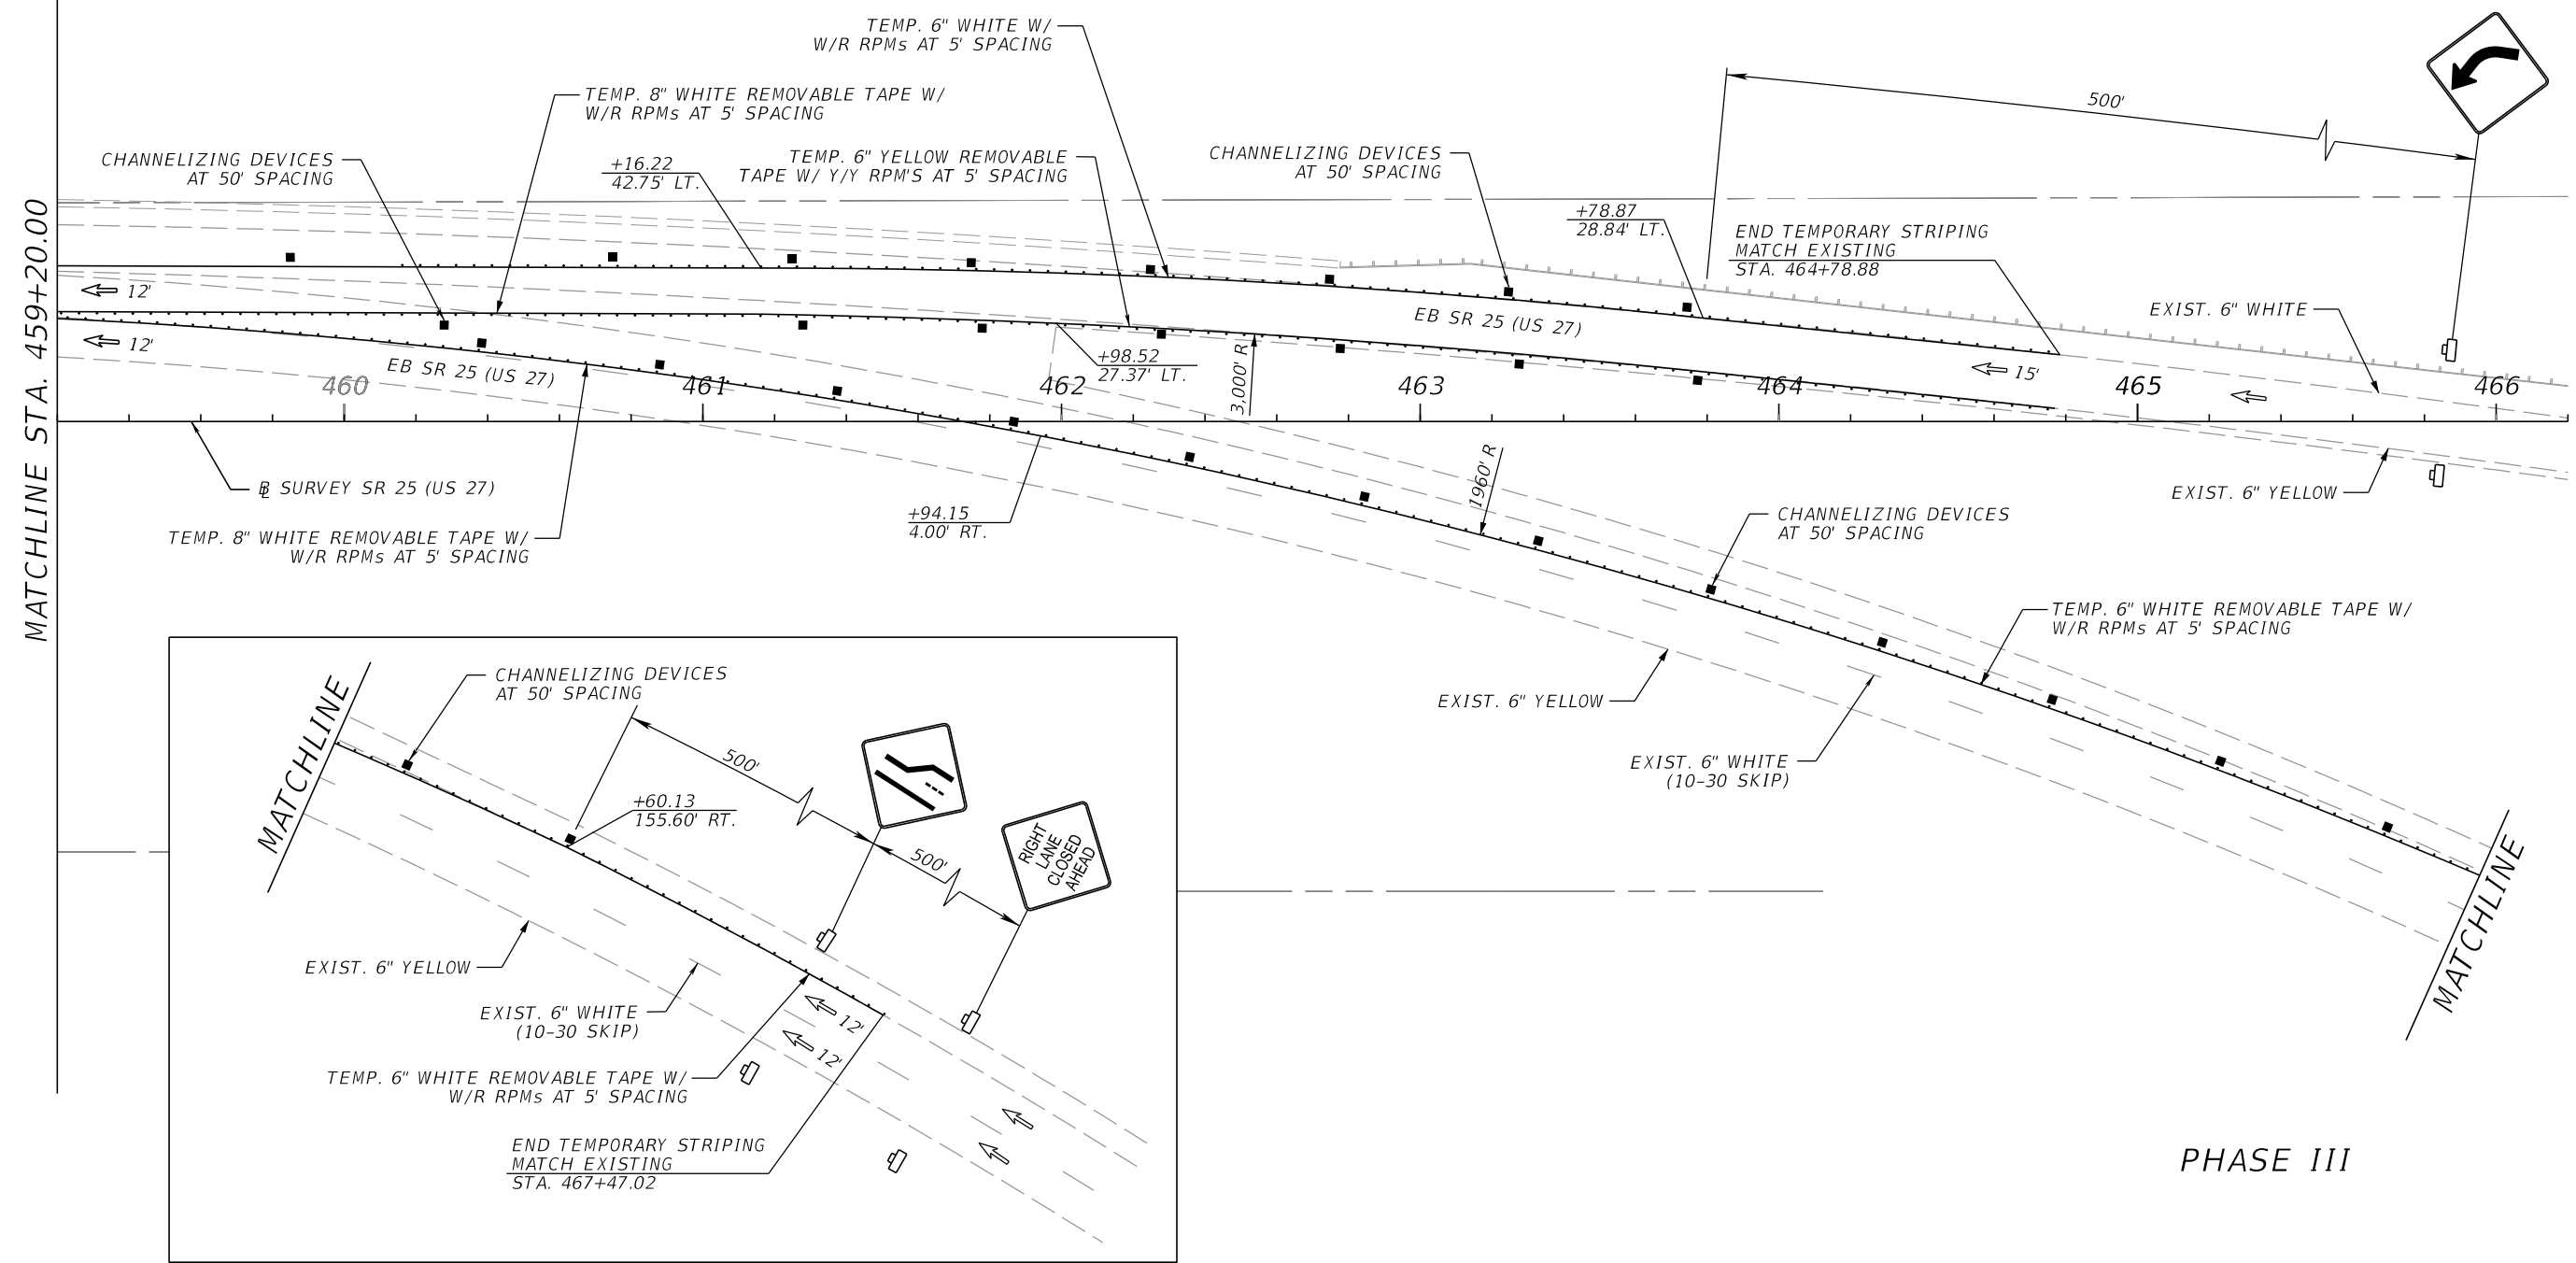 TEMP. 6" WHITE W/
W/R RPMs AT 5' SPACING
TEMP. 8" WHITE REMOVABLE TAPE W/
W/R RPMs AT 5' SPACING
500'
CHANNELIZING DEVICES
AT 50' SPACING
+16.22
42.75' LT.
TEMP. 6" YELLOW REMOVABLE
TAPE W/ Y/Y RPM'S AT 5' SPACING
CHANNELIZING DEVICES
AT 50' SPACING
+78.87
28.84' LT.
END TEMPORARY STRIPING
MATCH EXISTING
STA. 464+78.88
MATCHLINE STA. 459+20.00
12'
12'
EB SR 25 (US 27)
EB SR 25 (US 27)
EXIST. 6" WHITE
+98.52
27.37' LT.
3,000' R
15'
460
461
462
463
464
465
466
BL SURVEY SR 25 (US 27)
TEMP. 8" WHITE REMOVABLE TAPE W/
W/R RPMs AT 5' SPACING
+94.15
4.00' RT.
1960' R
EXIST. 6" YELLOW
CHANNELIZING DEVICES
AT 50' SPACING
TEMP. 6" WHITE REMOVABLE TAPE W/
W/R RPMs AT 5' SPACING
EXIST. 6" YELLOW
EXIST. 6" WHITE
(10-30 SKIP)
MATCHLINE
MATCHLINE
CHANNELIZING DEVICES
AT 50' SPACING
500'
+60.13
155.60' RT.
500'
RIGHT
LANE
CLOSED
AHEAD
EXIST. 6" YELLOW
EXIST. 6" WHITE
(10-30 SKIP)
12'
12'
TEMP. 6" WHITE REMOVABLE TAPE W/
W/R RPMs AT 5' SPACING
END TEMPORARY STRIPING
MATCH EXISTING
STA. 467+47.02
PHASE III